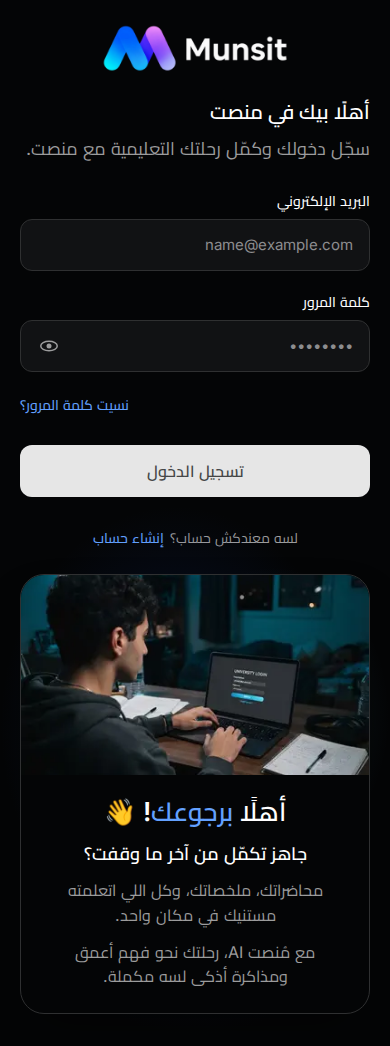 Munsit
أهلًا بيك في منصت
سجّل دخولك وكمّل رحلتك التعليمية مع منصت.
البريد الإلكتروني
name@example.com
كلمة المرور
••••••••
نسيت كلمة المرور؟
تسجيل الدخول
لسه معندكش حساب؟ إنشاء حساب
UNIVERSITY LOGIN
أهلًا برجوعك! 👋
جاهز تكمّل من آخر ما وقفت؟
محاضراتك، ملخصاتك، وكل اللي اتعلمته
مستنيك في مكان واحد.
مع مُنصت AI، رحلتك نحو فهم أعمق
ومذاكرة أذكى لسه مكملة.